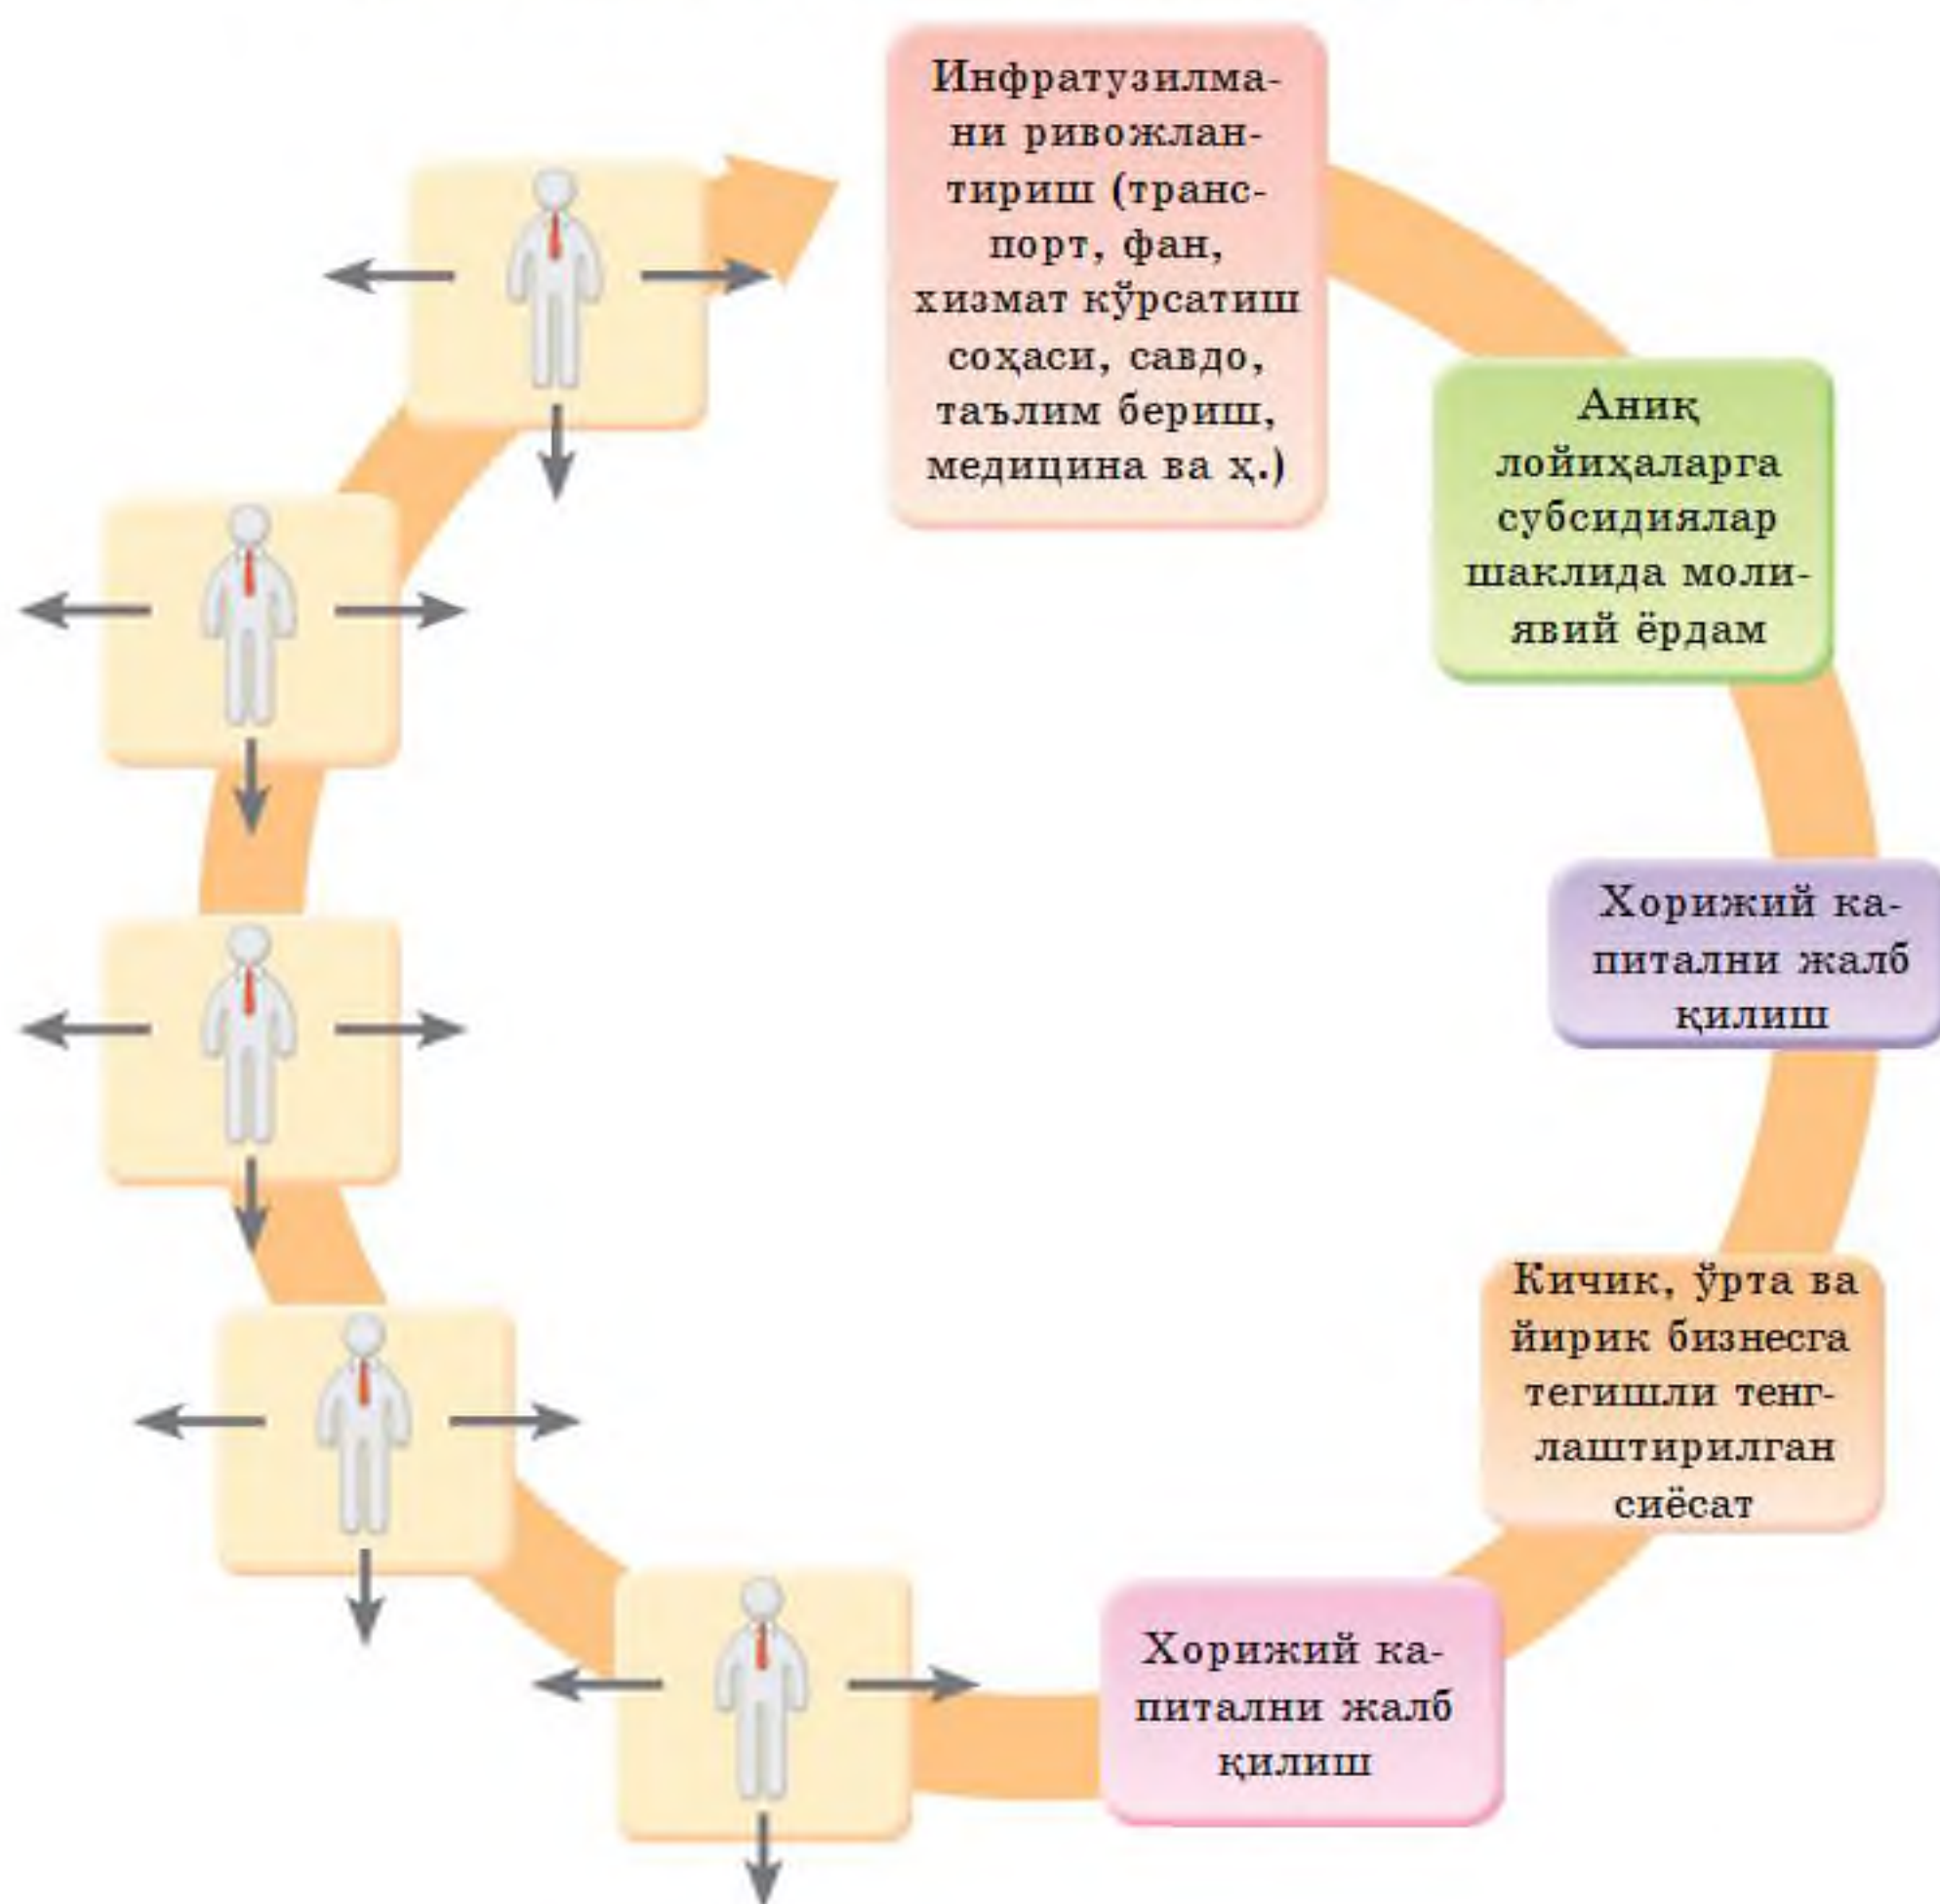 Инфратузилма-
ни ривожлан-
тириш (транс-
порт, фан,
хизмат кўрсатиш
соҳаси, савдо,
таълим бериш,
медицина ва ҳ.)
Аниқ
лойиҳаларга
субсидиялар
шаклида моли-
явий ёрдам
Хорижий ка-
питални жалб
қилиш
Кичик, ўрта ва
йирик бизнесга
тегишли тенг-
лаштирилган
сиёсат
Хорижий ка-
питални жалб
қилиш